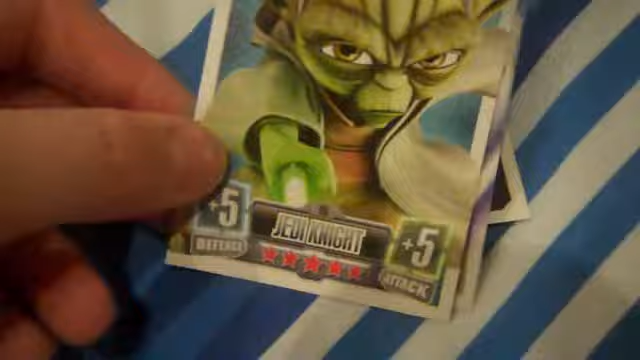 +5
DEFENCE
JEDI KNIGHT
+5
ATTACK